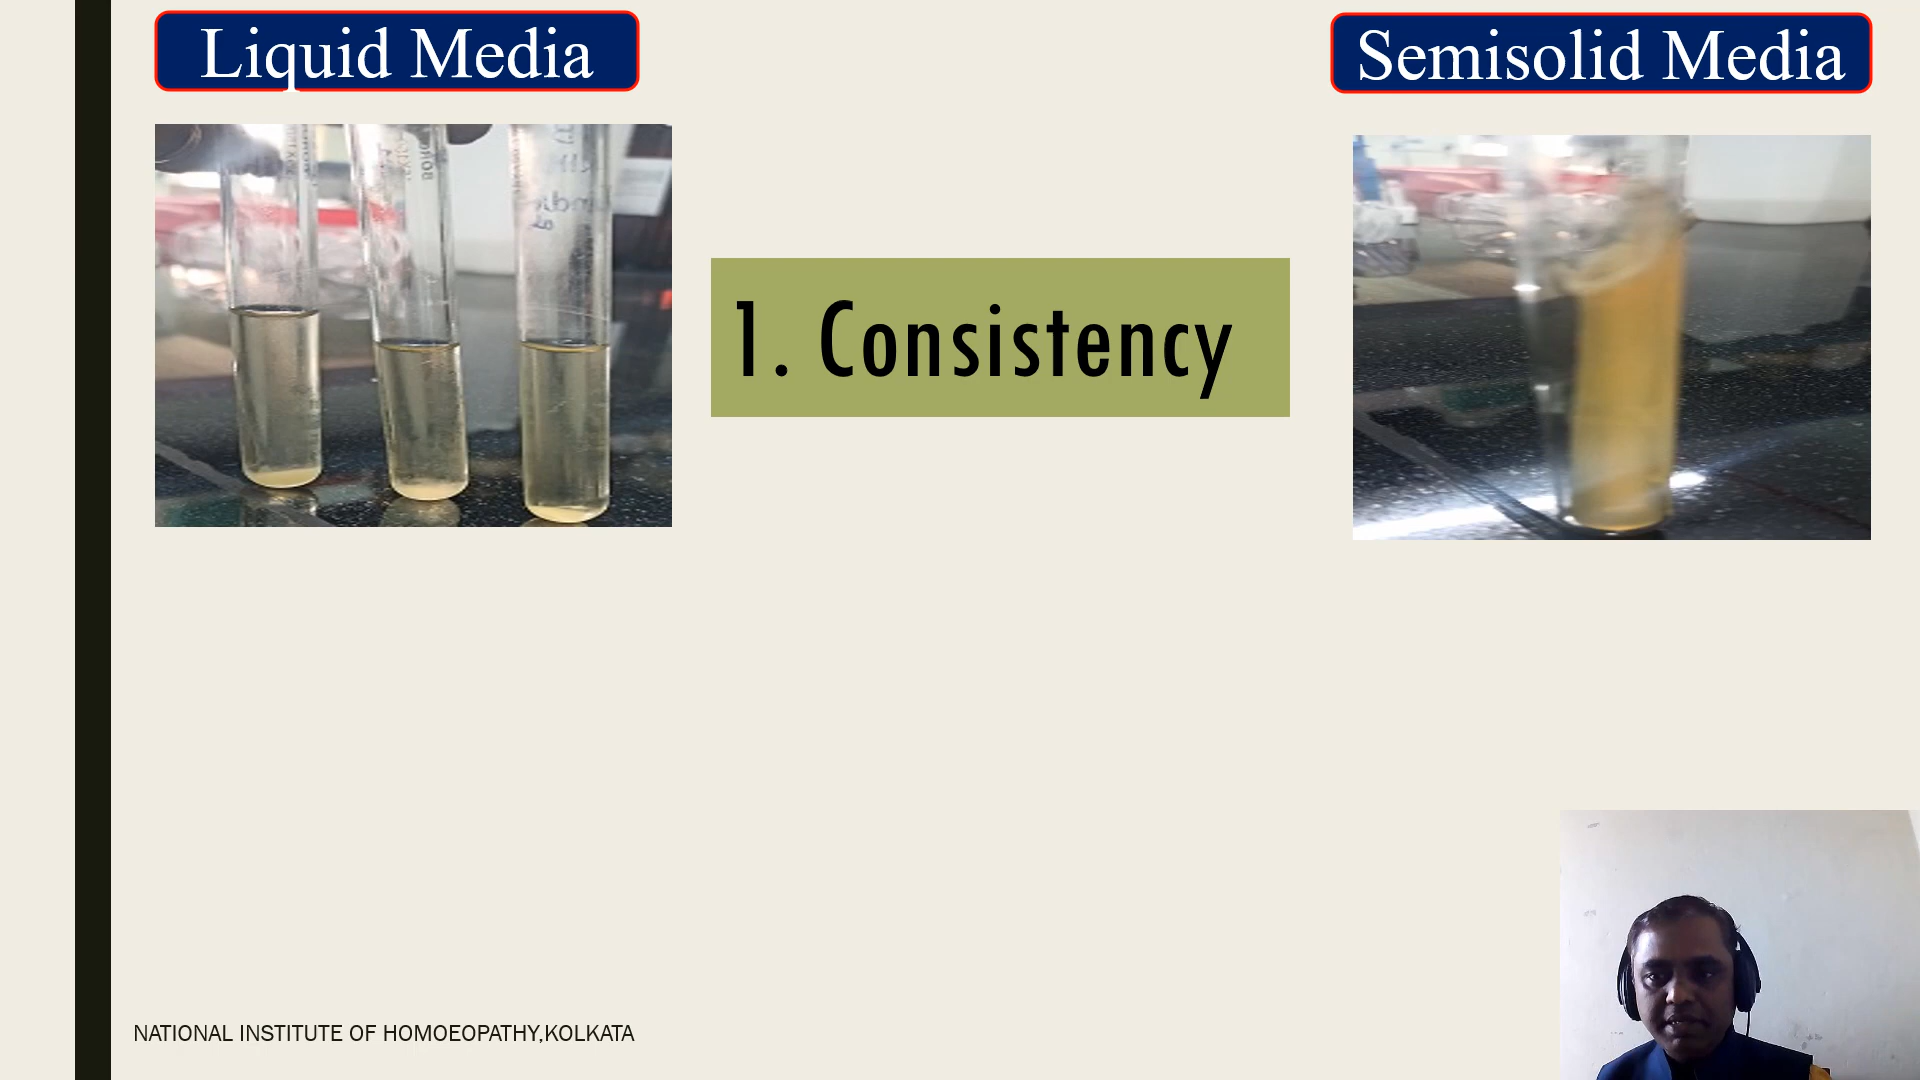 Liquid Media
Semisolid Media
1. Consistency
NATIONAL INSTITUTE OF HOMOEOPATHY,KOLKATA